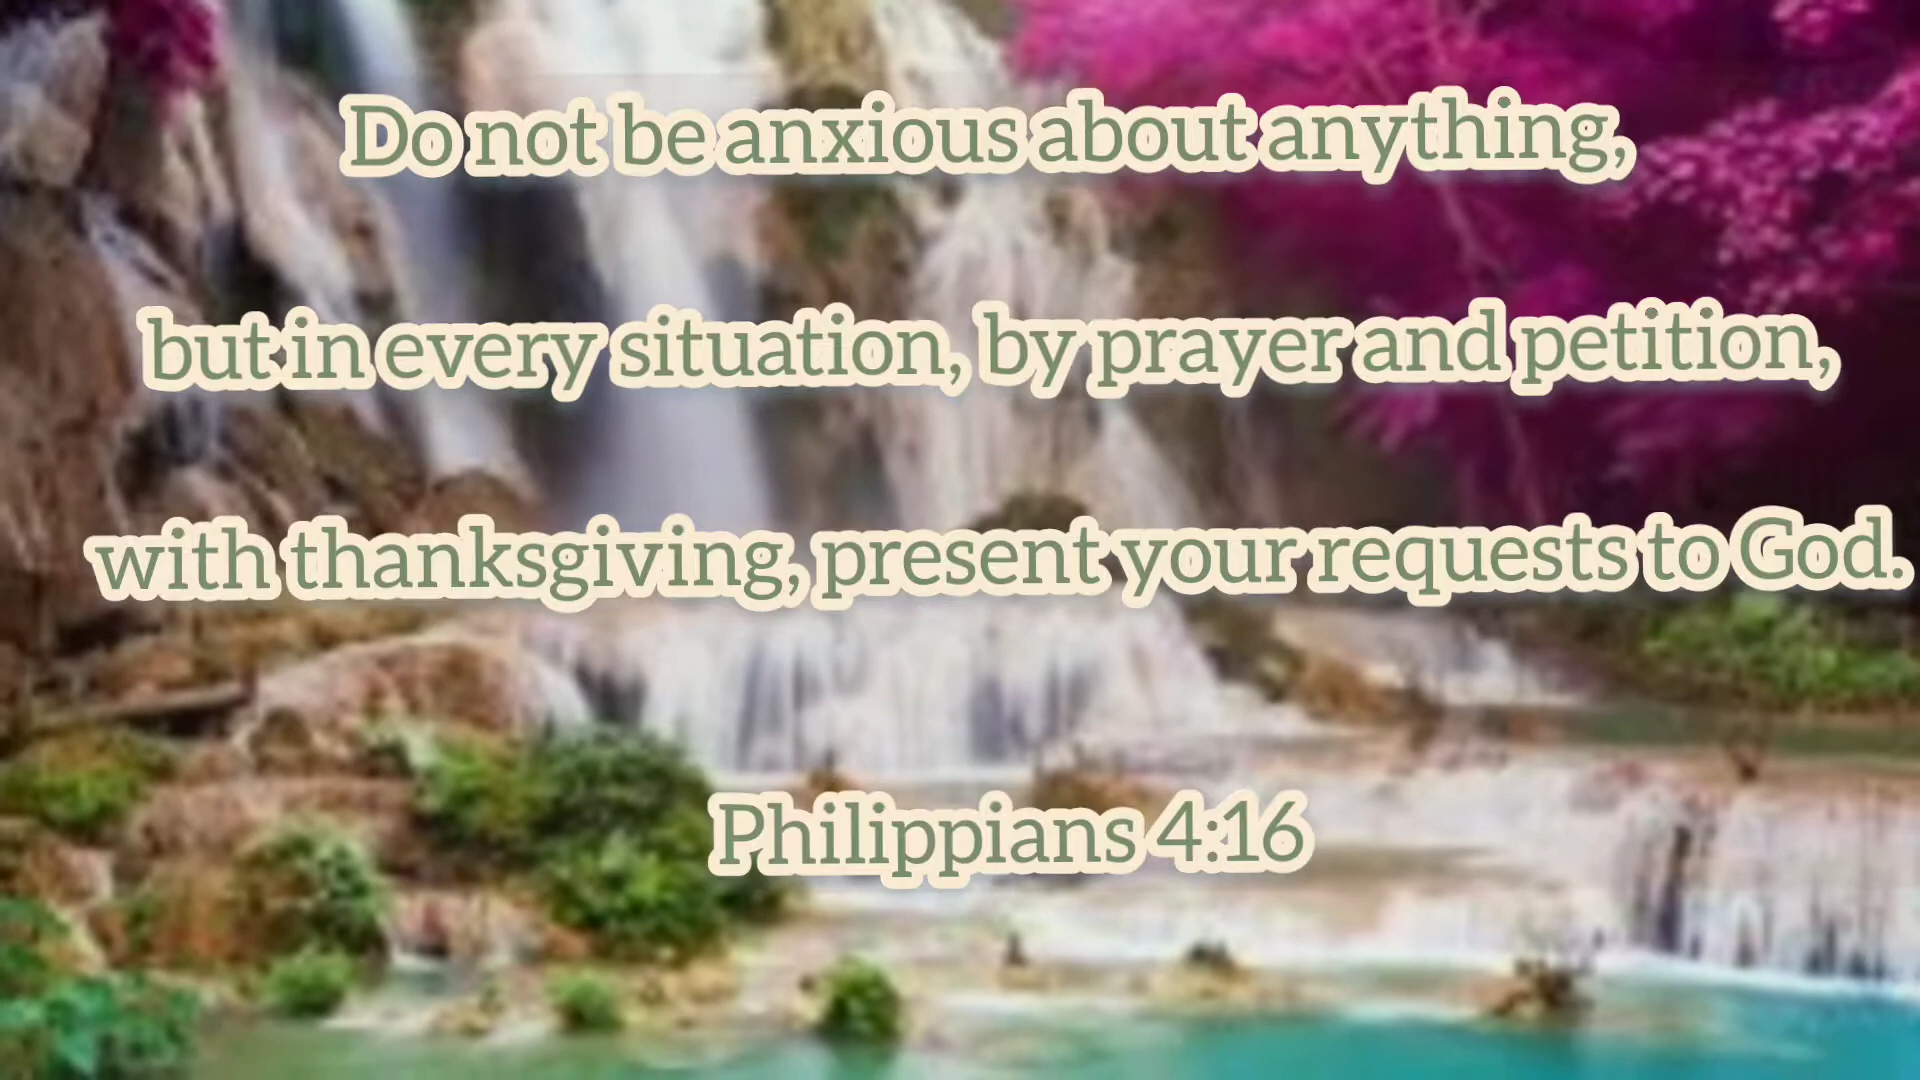 Do not be anxious about anything,
but in every situation, by prayer and petition,
with thanksgiving, present your requests to God.
Philippians 4:16